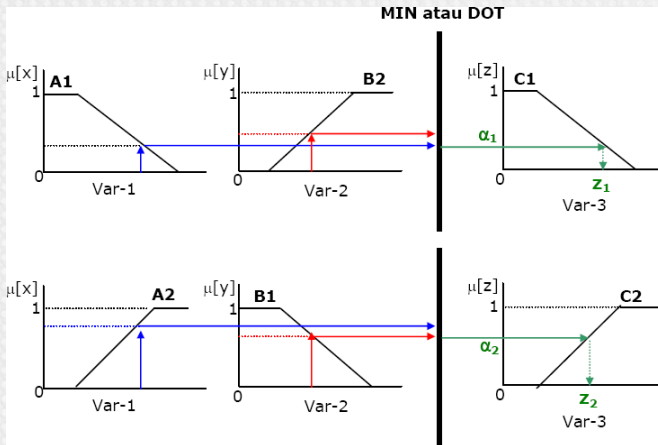 MIN atau DOT
μ[x] A1 μ[y] B2 μ[z] C1
1 1 1
α1
0 0 0
Var-1 Var-2 z1
Var-3
μ[x] A2 μ[y] B1 μ[z] C2
1 1 1
α2
0 0 0
Var-1 Var-2 z2
Var-3